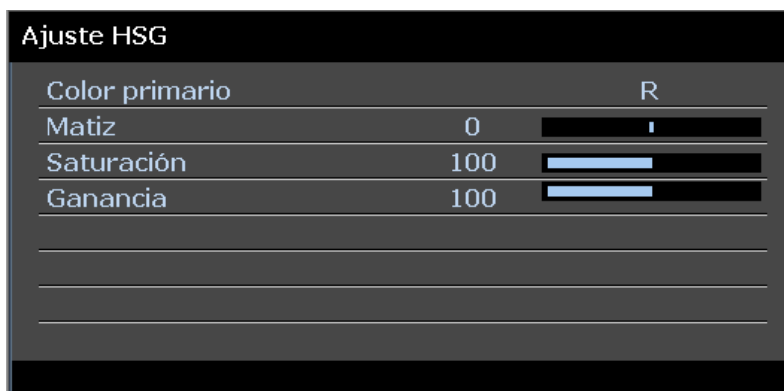 Ajuste HSG
Color primario R
Matiz 0
Saturación 100
Ganancia 100